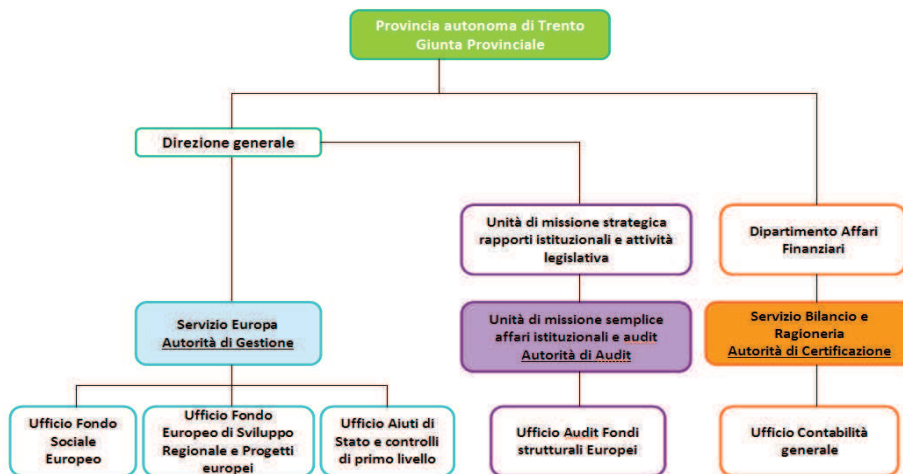 Provincia autonoma di Trento
Giunta Provinciale
Direzione generale
Unità di missione strategica
rapporti istituzionali e attività
legislativa
Dipartimento Affari
Finanziari
Servizio Europa
Autorità di Gestione
Unità di missione semplice
affari istituzionali e audit
Autorità di Audit
Servizio Bilancio e
Ragioneria
Autorità di Certificazione
Ufficio Fondo
Sociale
Europeo
Ufficio Fondo
Europeo di Sviluppo
Regionale e Progetti
europei
Ufficio Aiuti di
Stato e controlli
di primo livello
Ufficio Audit Fondi
strutturali Europei
Ufficio Contabilità
generale